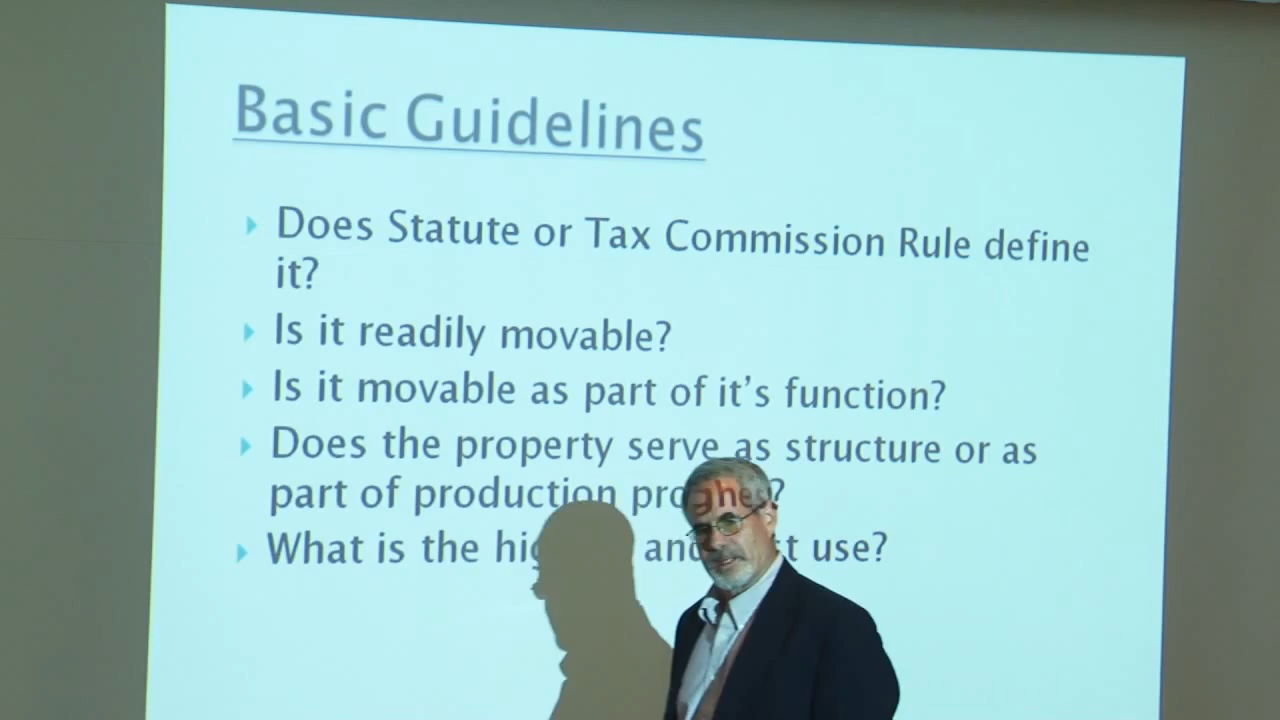 Basic Guidelines
Does Statute or Tax Commission Rule define
it?
Is it readily movable?
Is it movable as part of it's function?
Does the property serve as structure or as
part of production
What is the and use?